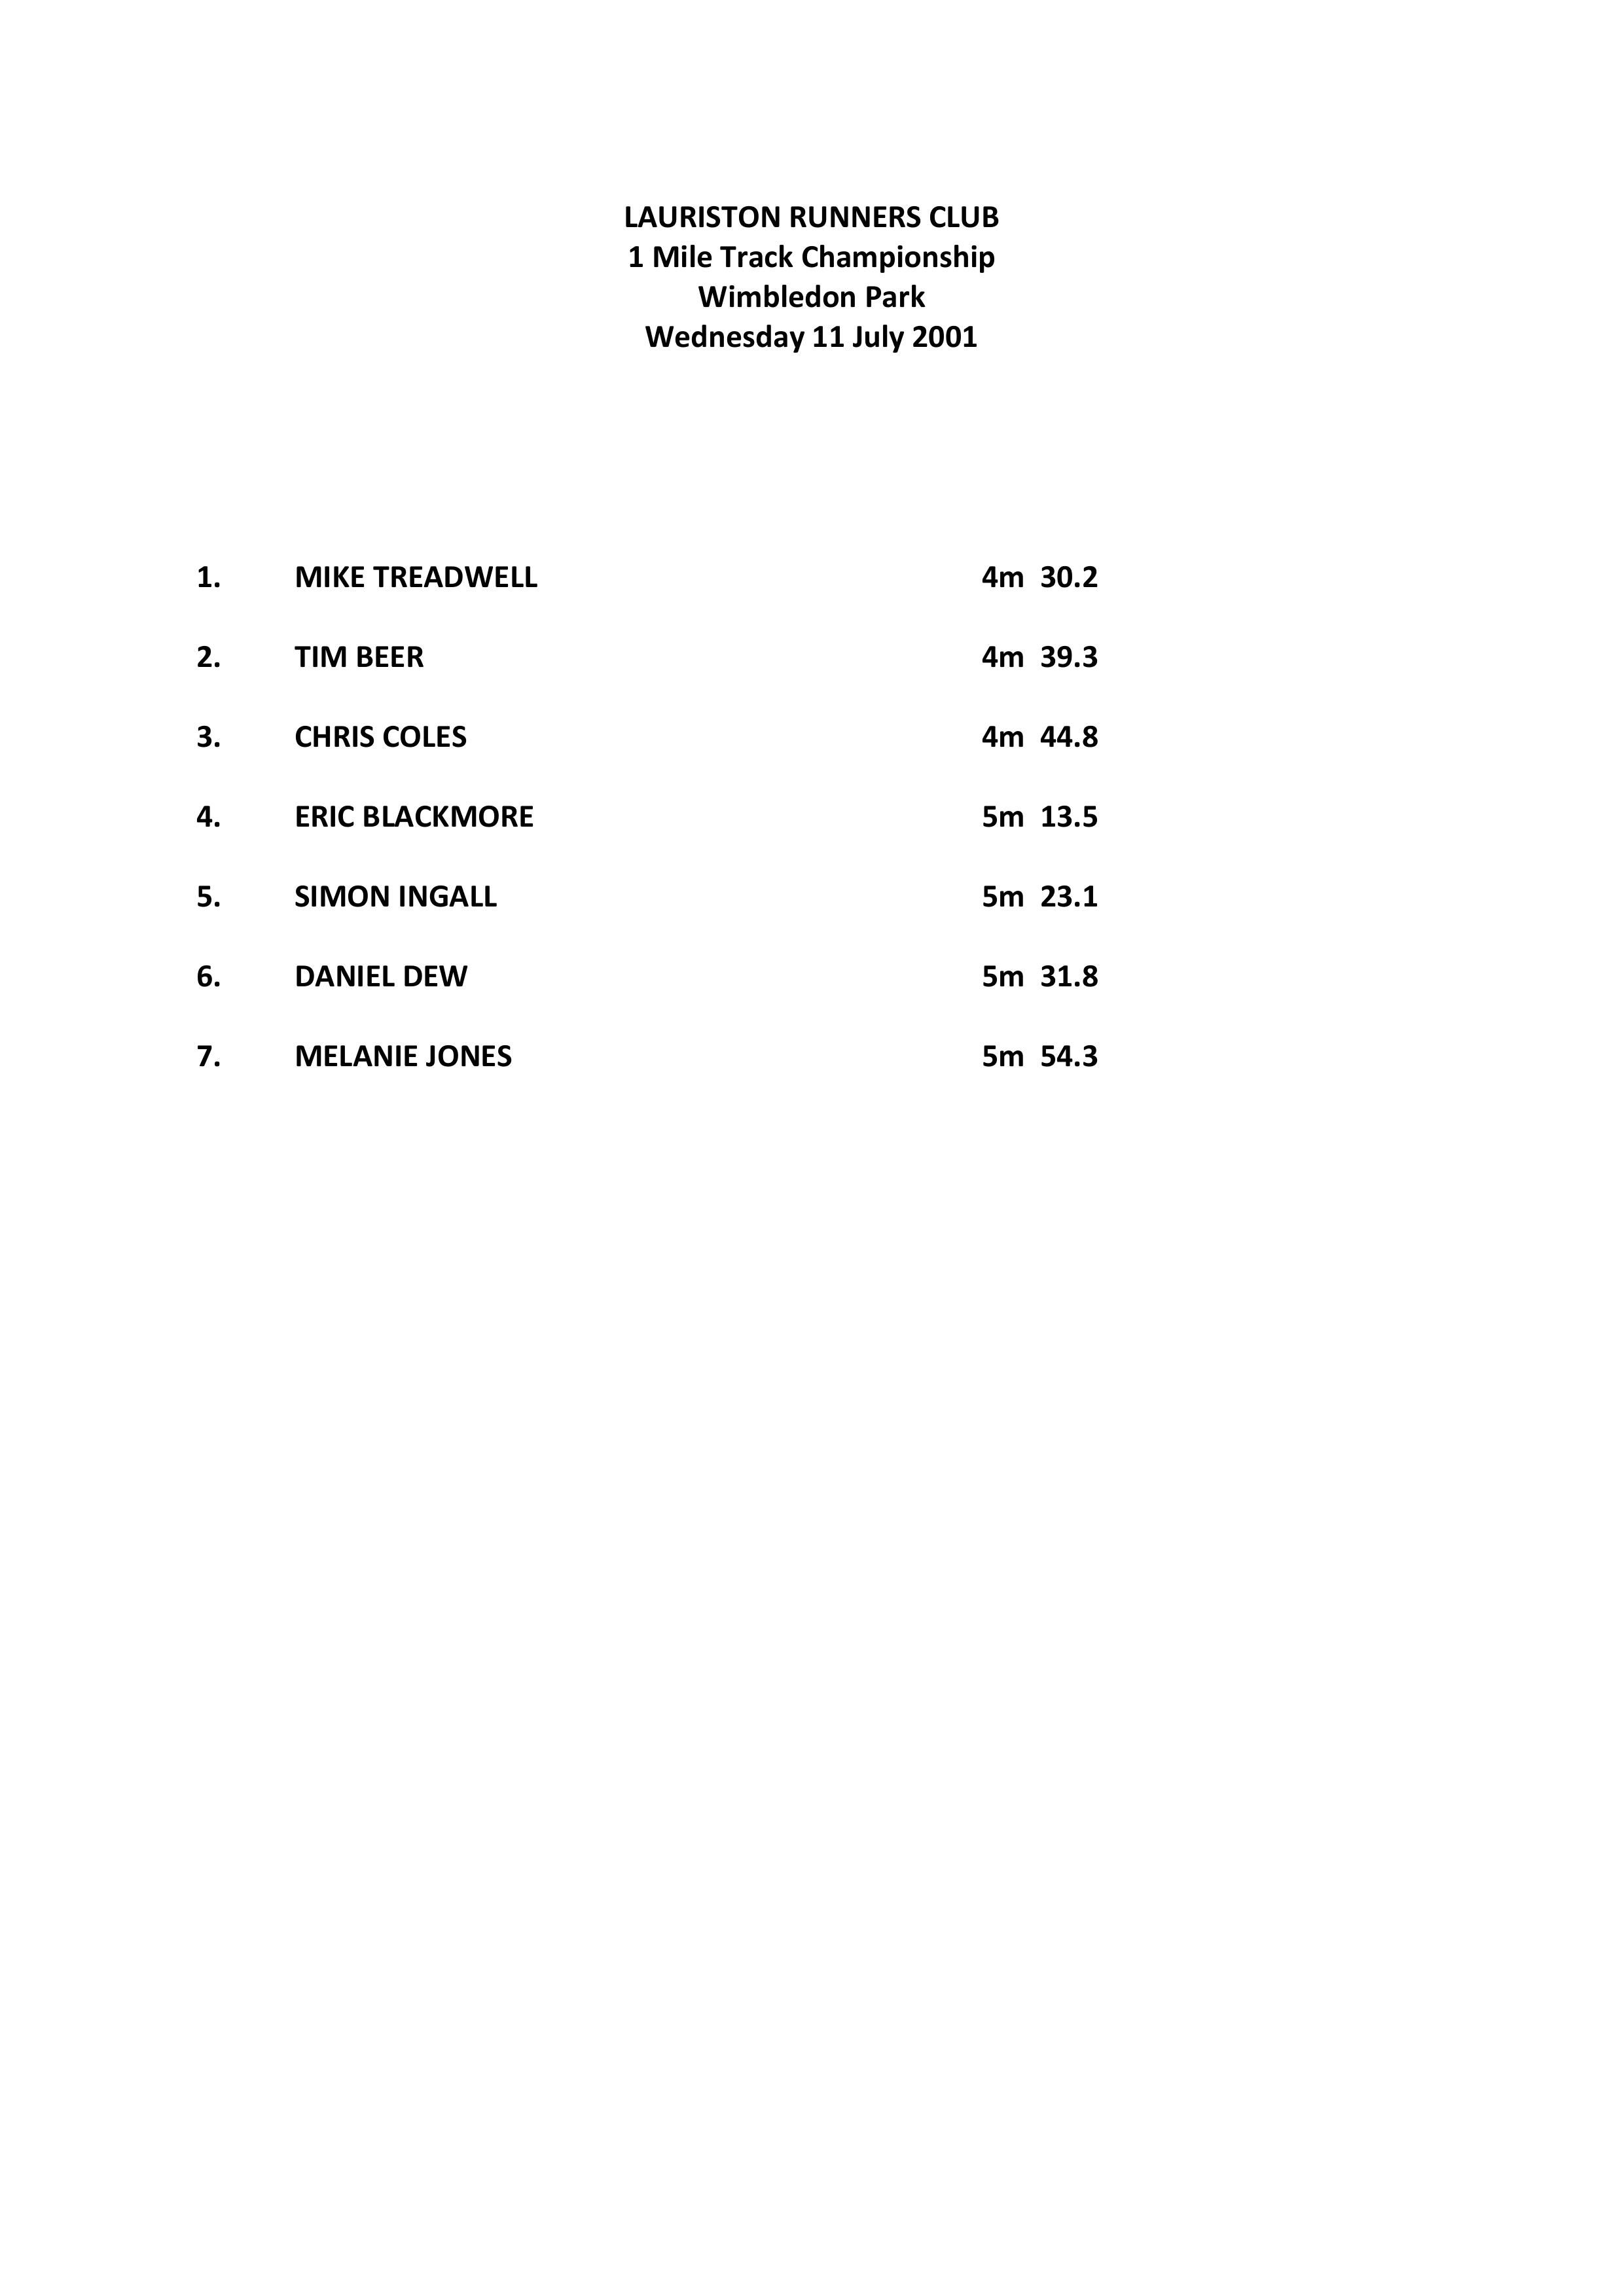 LAURISTON RUNNERS CLUB
1 Mile Track Championship
Wimbledon Park
Wednesday 11 July 2001
1. MIKE TREADWELL 4m 30.2
2. TIM BEER 4m 39.3
3. CHRIS COLES 4m 44.8
4. ERIC BLACKMORE 5m 13.5
5. SIMON INGALL 5m 23.1
6. DANIEL DEW 5m 31.8
7. MELANIE JONES 5m 54.3